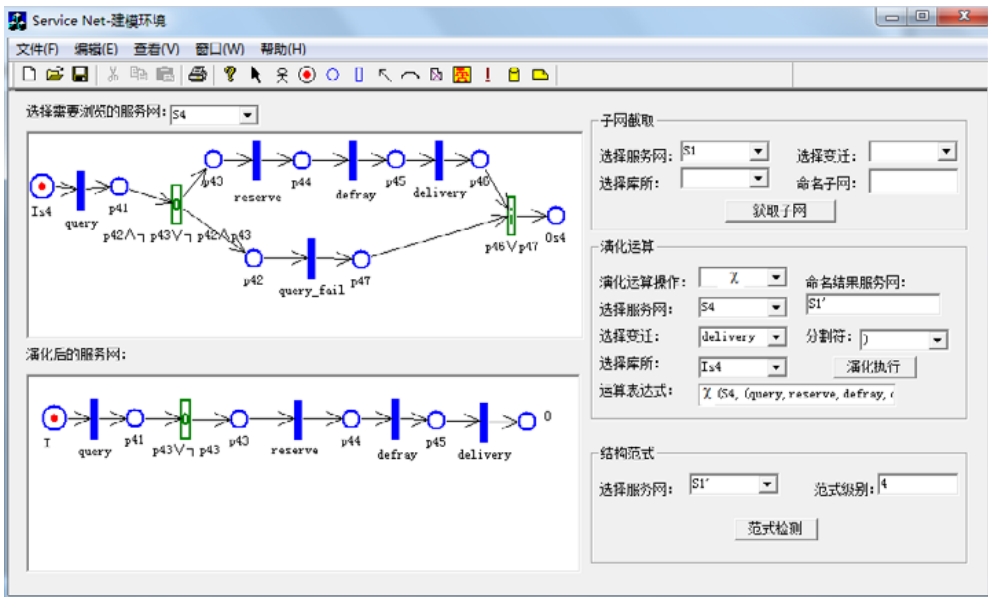 Service Net-建模环境
文件(F) 编辑(E) 查看(V) 窗口(W) 帮助(H)
选择需要浏览的服务网: S4
p43 reserve p44 defray p45 delivery p46
Is4 query p41
p42∧¬ p43∨¬ p42∧p43
p46∨p47 Os4
p42 query_fail p47
演化后的服务网:
T query p41 p43∨¬ p43 p43 reserve p44 defray p45 delivery O
子网截取
选择服务网: S1 选择变迁:
选择库所: 命名子网:
获取子网
演化运算
演化运算操作: χ 命名结果服务网:
选择服务网: S4 S1′
选择变迁: delivery 分割符: )
选择库所: Is4 演化执行
运算表达式: χ (S4, (query, reserve, defray,
结构范式
选择服务网: S1′ 范式级别: 4
范式检测